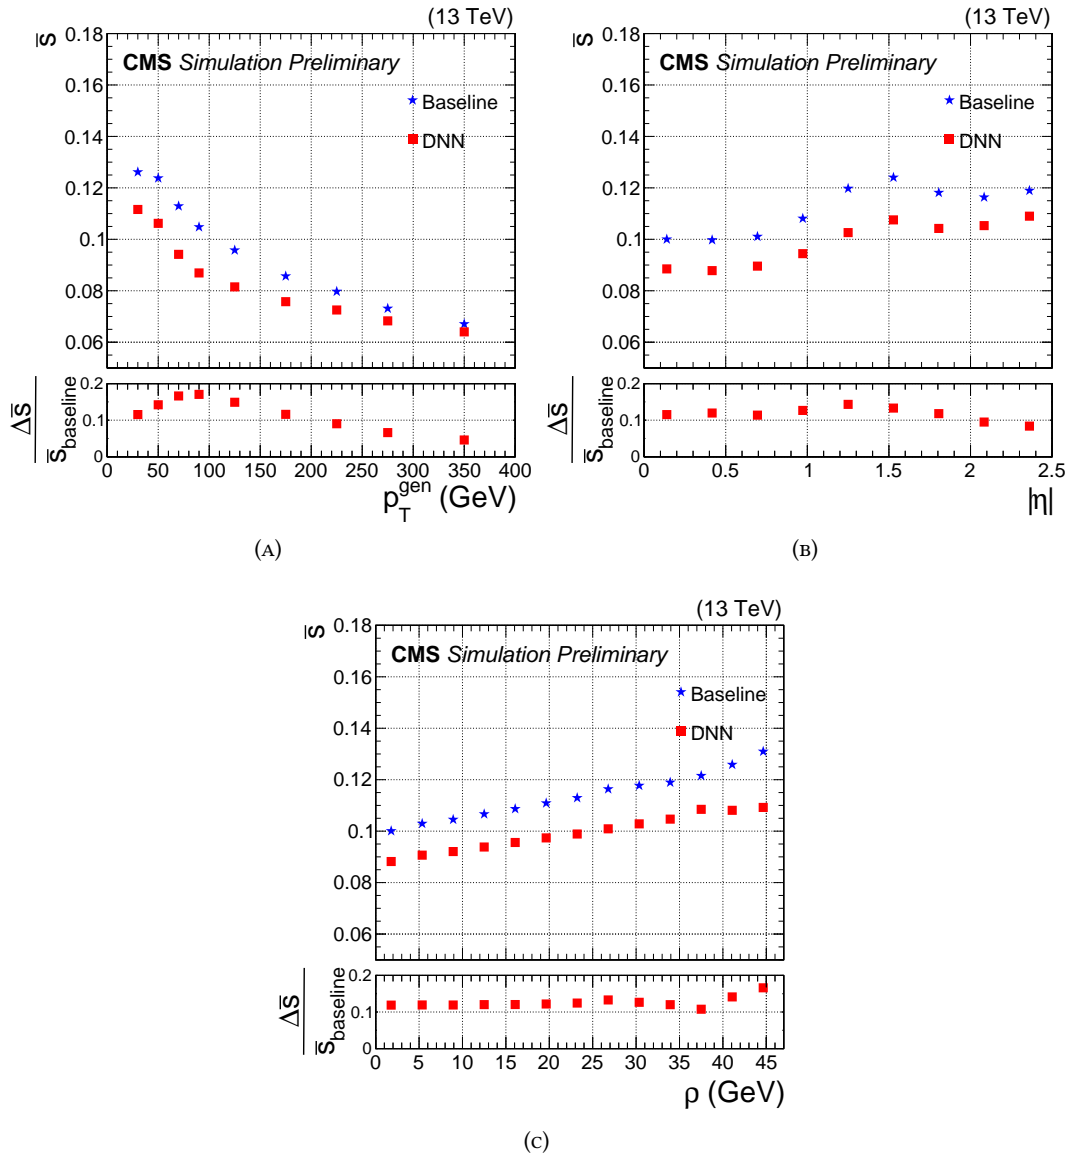 (13 TeV)
s̅
0.18
CMS Simulation Preliminary
0.16
Baseline
0.14
DNN
0.12
0.1
0.08
0.06
0.2
0.1
0
Δs̅
s̅baseline
0 50 100 150 200 250 300 350 400
pTgen (GeV)
(A)
(13 TeV)
s̅
0.18
CMS Simulation Preliminary
0.16
Baseline
0.14
DNN
0.12
0.1
0.08
0.06
0.2
0.1
0
Δs̅
s̅baseline
0 0.5 1 1.5 2 2.5
|η|
(B)
(13 TeV)
s̅
0.18
CMS Simulation Preliminary
0.16
Baseline
0.14
DNN
0.12
0.1
0.08
0.06
0.2
0.1
0
Δs̅
s̅baseline
0 5 10 15 20 25 30 35 40 45
ρ (GeV)
(C)